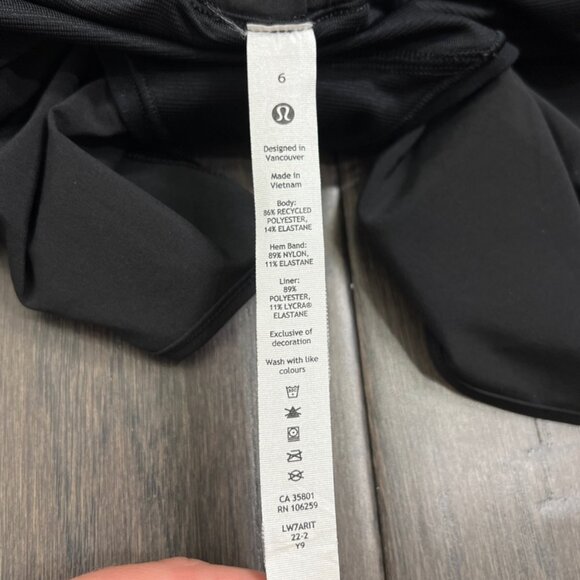 6
Designed in
Vancouver
Made in
Vietnam
Body:
86% RECYCLED
POLYESTER,
14% ELASTANE
Hem Band:
89% NYLON,
11% ELASTANE
Liner:
89%
POLYESTER,
11% LYCRA®
ELASTANE
Exclusive of
decoration
Wash with like
colours
CA 35801
RN 106259
LW7ARIT
22-2
Y9